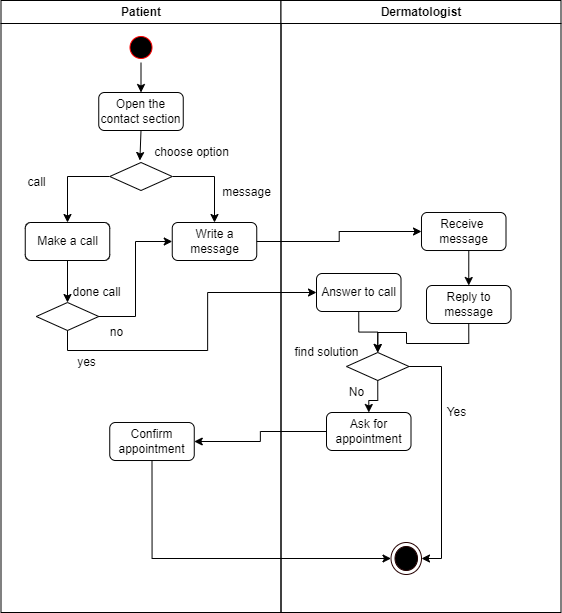 Patient
Dermatologist
Open the
contact section
choose option
call
message
Make a call
Write a
message
Receive
message
done call
no
yes
Answer to call
Reply to
message
find solution
No
Yes
Ask for
appointment
Confirm
appointment